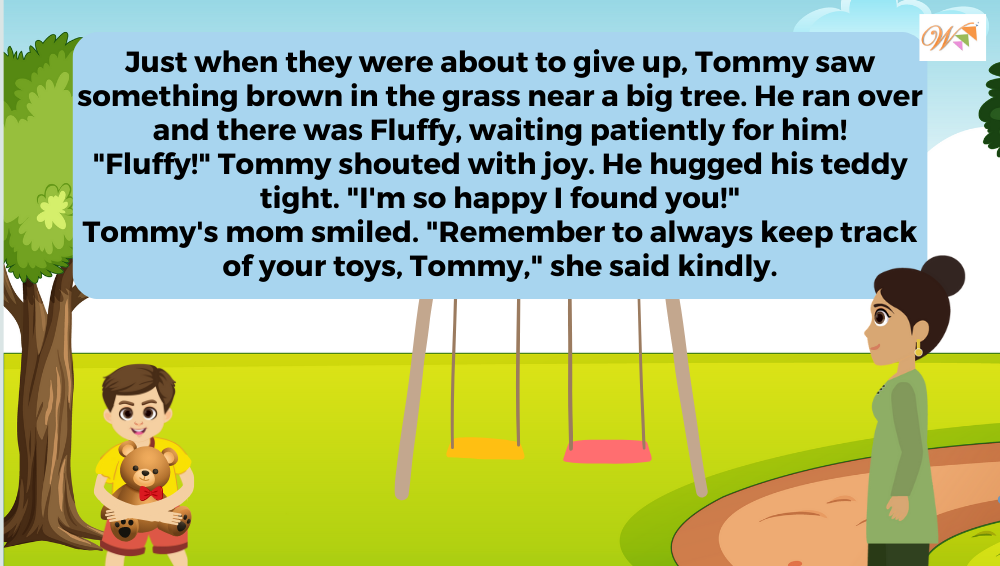 W
Just when they were about to give up, Tommy saw
something brown in the grass near a big tree. He ran over
and there was Fluffy, waiting patiently for him!
"Fluffy!" Tommy shouted with joy. He hugged his teddy
tight. "I'm so happy I found you!"
Tommy's mom smiled. "Remember to always keep track
of your toys, Tommy," she said kindly.